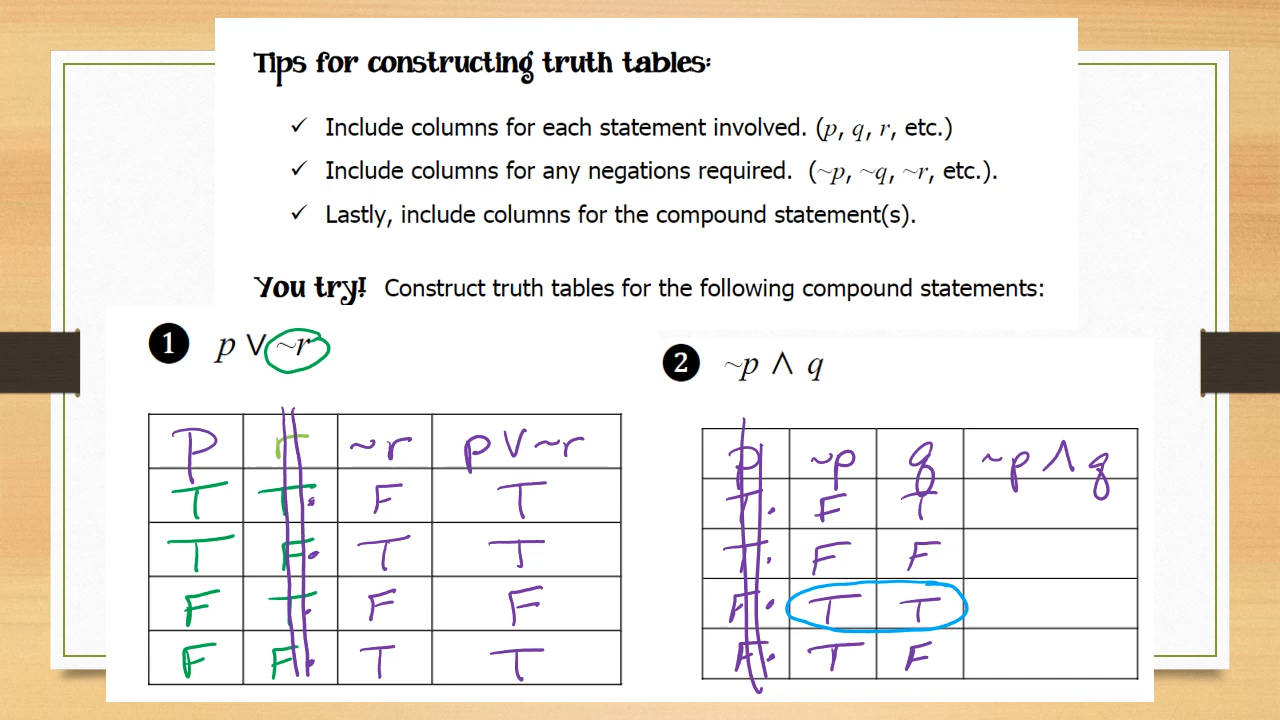 Tips for constructing truth tables:
✓ Include columns for each statement involved. (p, q, r, etc.)
✓ Include columns for any negations required. (~p, ~q, ~r, etc.).
✓ Lastly, include columns for the compound statement(s).
You try! Construct truth tables for the following compound statements:
1 p ∨ ~r
P r ~r p ∨ ~r
T T F T
T F T T
F T F F
F F T T
2 ~p ∧ q
p ~p q ~p ∧ q
T F T
T F F
F T T
F T F